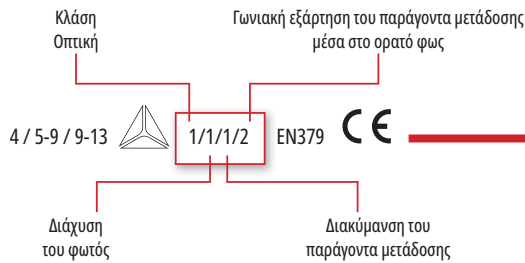 Κλάση
Οπτική
Γωνιακή εξάρτηση του παράγοντα μετάδοσης
μέσα στο ορατό φως
4 / 5-9 / 9-13 1/1/1/2 EN379 CE
Διάχυση
του φωτός
Διακύμανση του
παράγοντα μετάδοσης